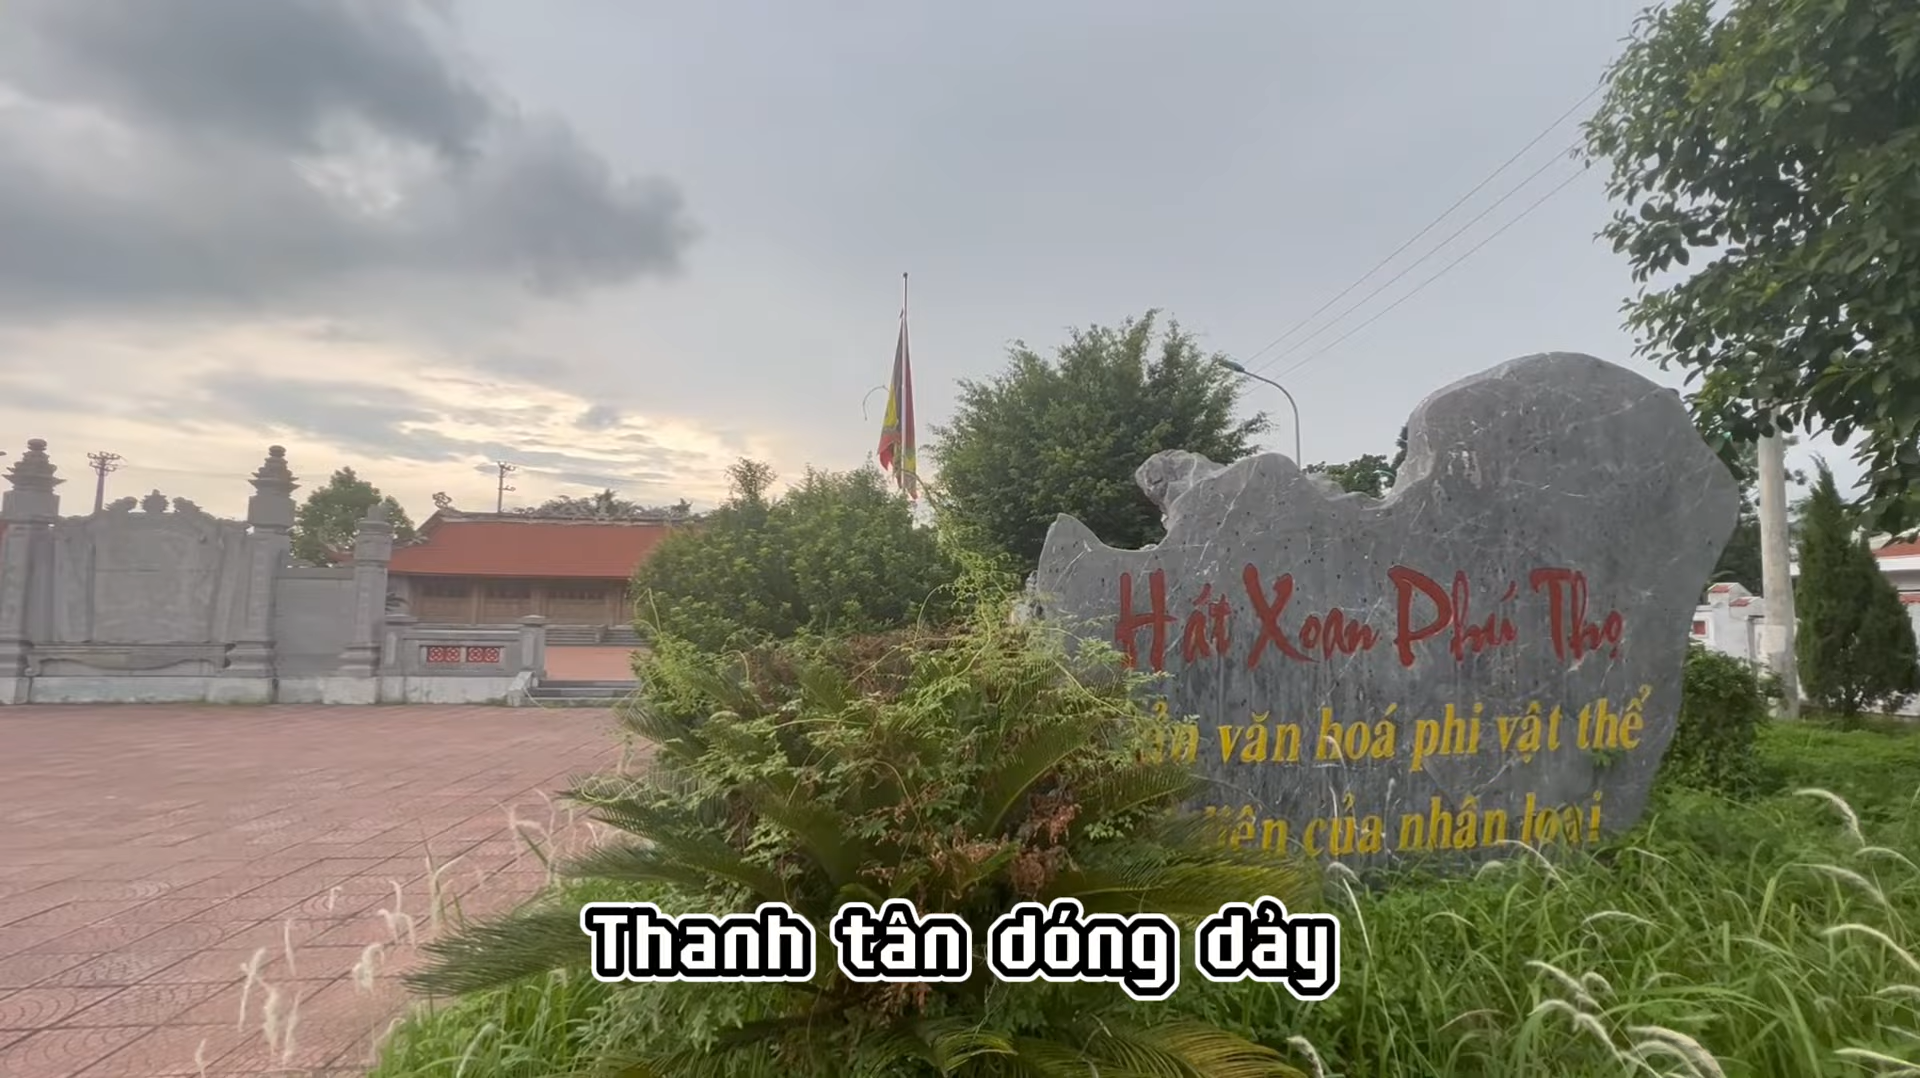 Hát Xoan Phú Thọ
văn hoá phi vật thể
của nhân loại
Thanh tân dóng dảy